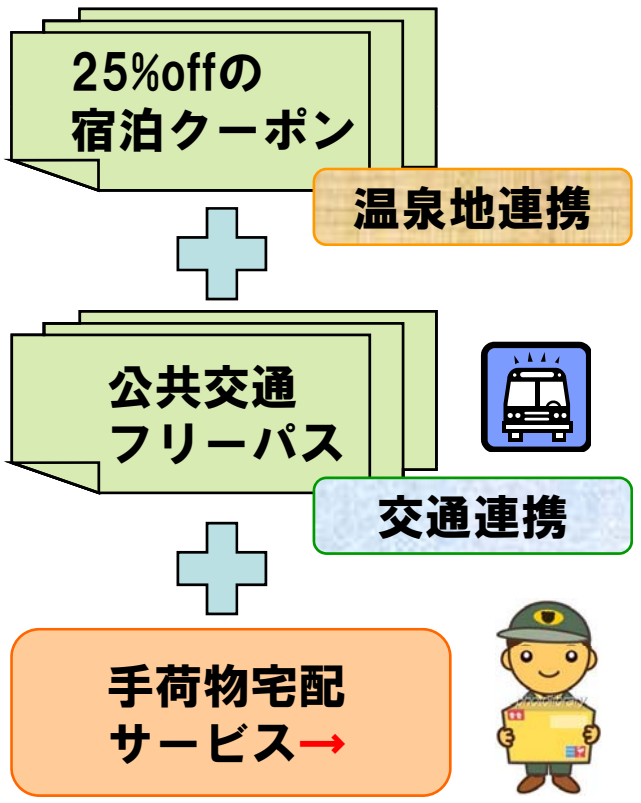 25%offの
宿泊クーポン
温泉地連携
公共交通
フリーパス
交通連携
手荷物宅配
サービス→
photolibrary